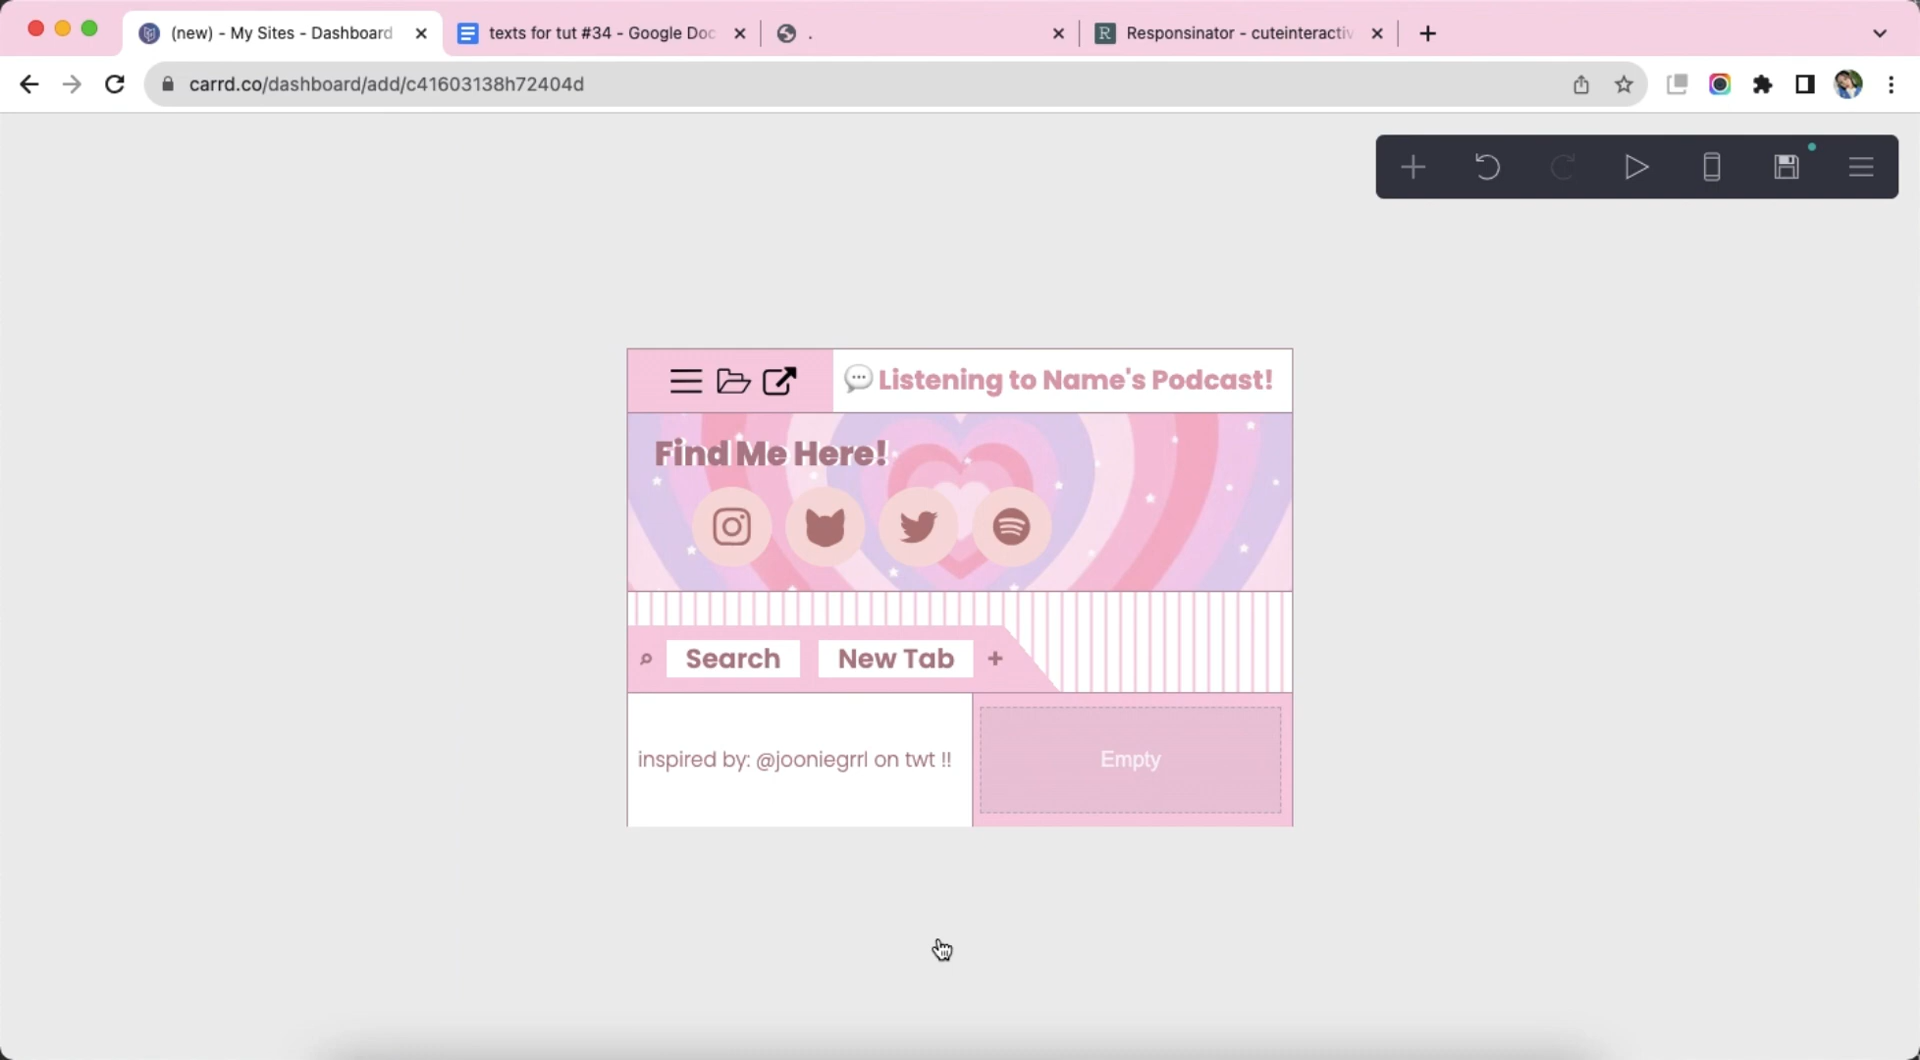 (new) - My Sites - Dashboard
texts for tut #34 - Google Doc
.
Responsinator - cuteinteractiv
carrd.co/dashboard/add/c41603138h72404d
Listening to Name's Podcast!
Find Me Here!
Search
New Tab
+
inspired by: @jooniegrrl on twt !!
Empty